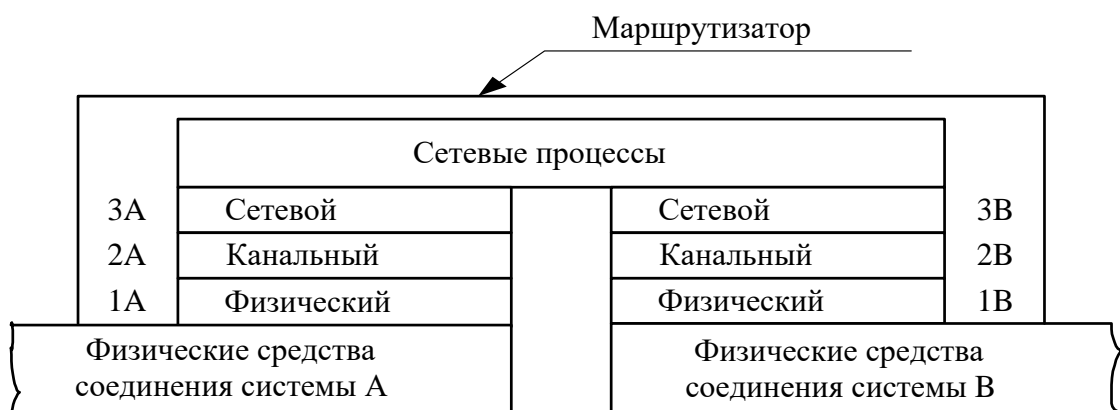 Маршрутизатор
Сетевые процессы
3А Сетевой Сетевой 3В
2А Канальный Канальный 2В
1А Физический Физический 1В
Физические средства
соединения системы А
Физические средства
соединения системы В